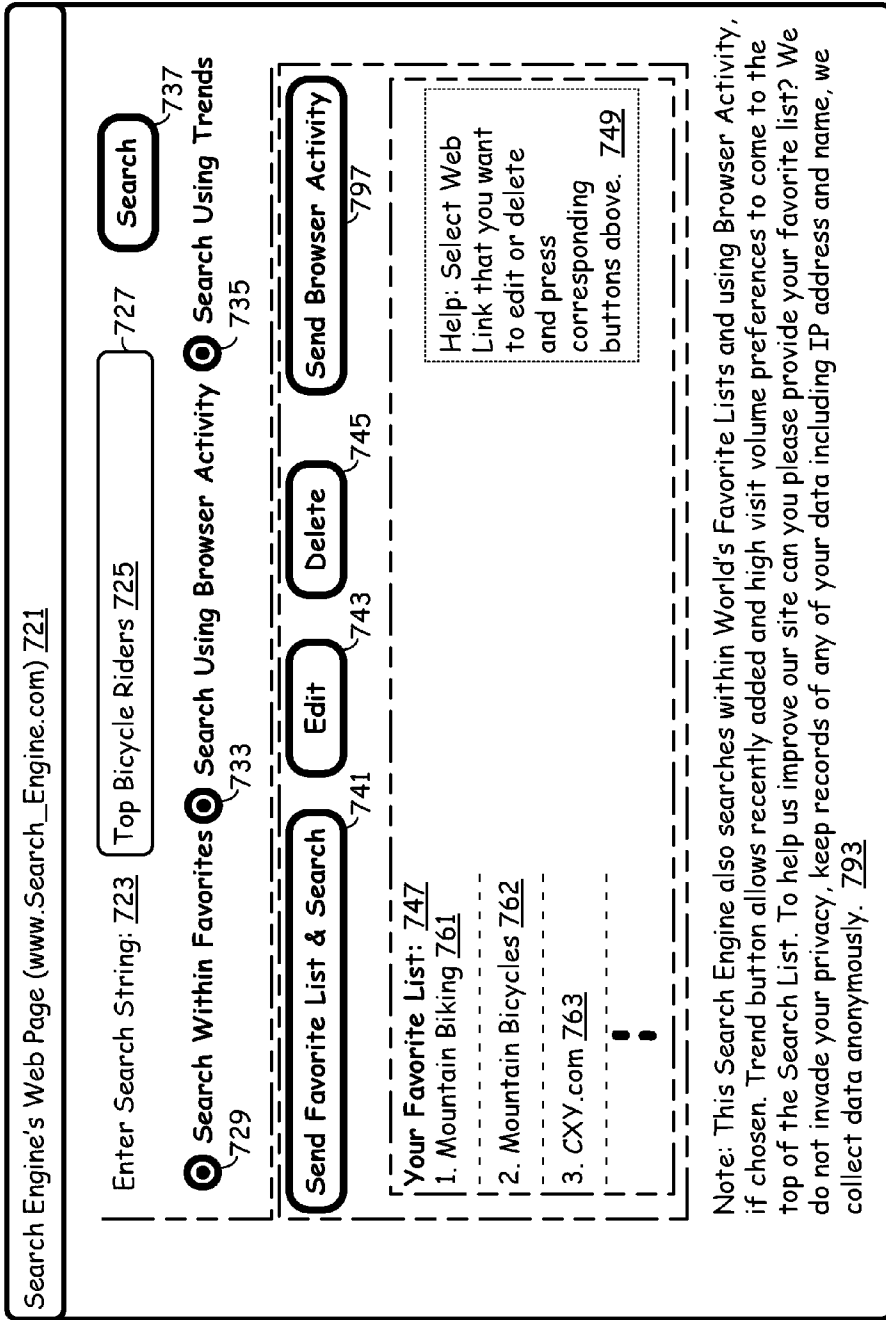 Search Engine's Web Page (www.Search_Engine.com) 721
Enter Search String: 723
Top Bicycle Riders 725
727
Search
737
Search Within Favorites
729
Search Using Browser Activity
733
Search Using Trends
735
Send Favorite List & Search
741
Edit
743
Delete
745
Send Browser Activity
797
Your Favorite List: 747
1. Mountain Biking 761
2. Mountain Bicycles 762
3. CXY.com 763
Help: Select Web
Link that you want
to edit or delete
and press
corresponding
buttons above. 749
Note: This Search Engine also searches within World's Favorite Lists and using Browser Activity,
if chosen. Trend button allows recently added and high visit volume preferences to come to the
top of the Search List. To help us improve our site can you please provide your favorite list? We
do not invade your privacy, keep records of any of your data including IP address and name, we
collect data anonymously. 793